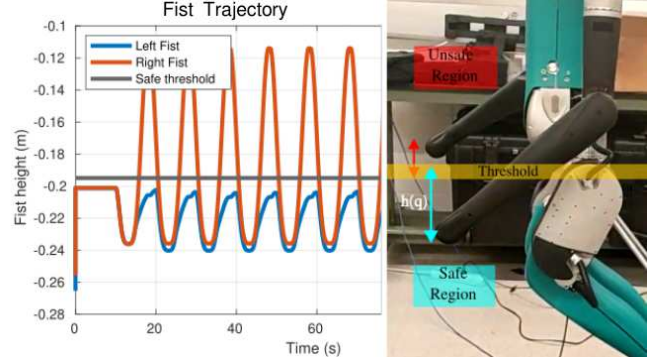 Fist Trajectory
Left Fist
Right Fist
Safe threshold
Fist height (m)
-0.1
-0.12
-0.14
-0.16
-0.18
-0.2
-0.22
-0.24
-0.26
-0.28
0
20
40
60
Time (s)
Unsafe
Region
Threshold
h(q)
Safe
Region